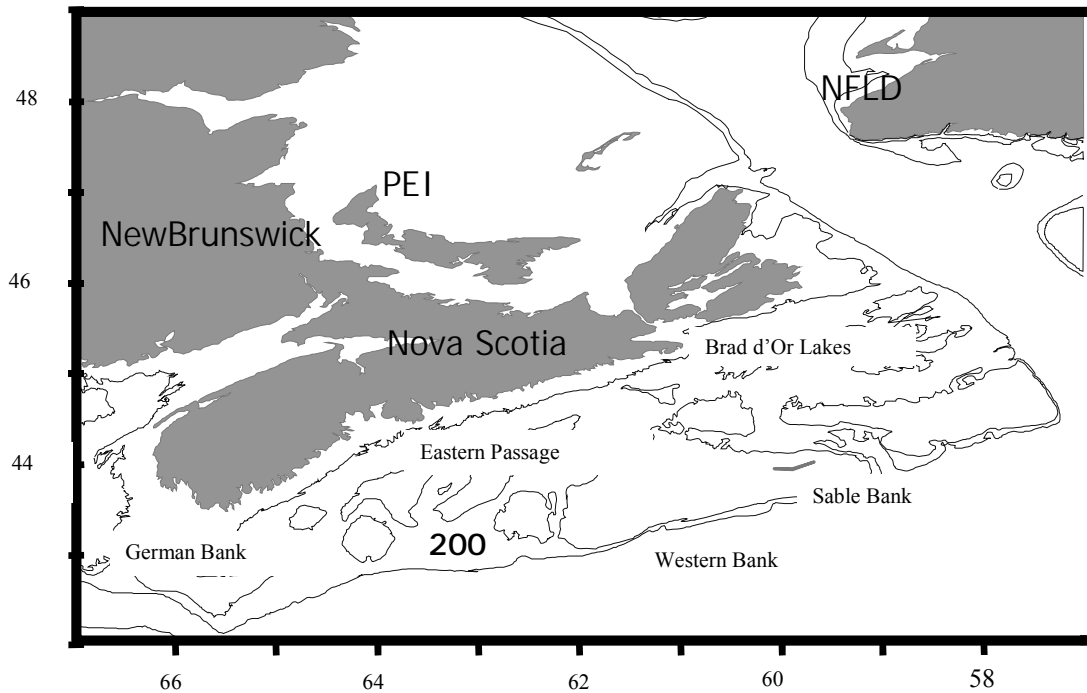 48
NFLD
PEI
NewBrunswick
46
Nova Scotia
Brad d'Or Lakes
44
Eastern Passage
Sable Bank
200
German Bank
Western Bank
66
64
62
60
58